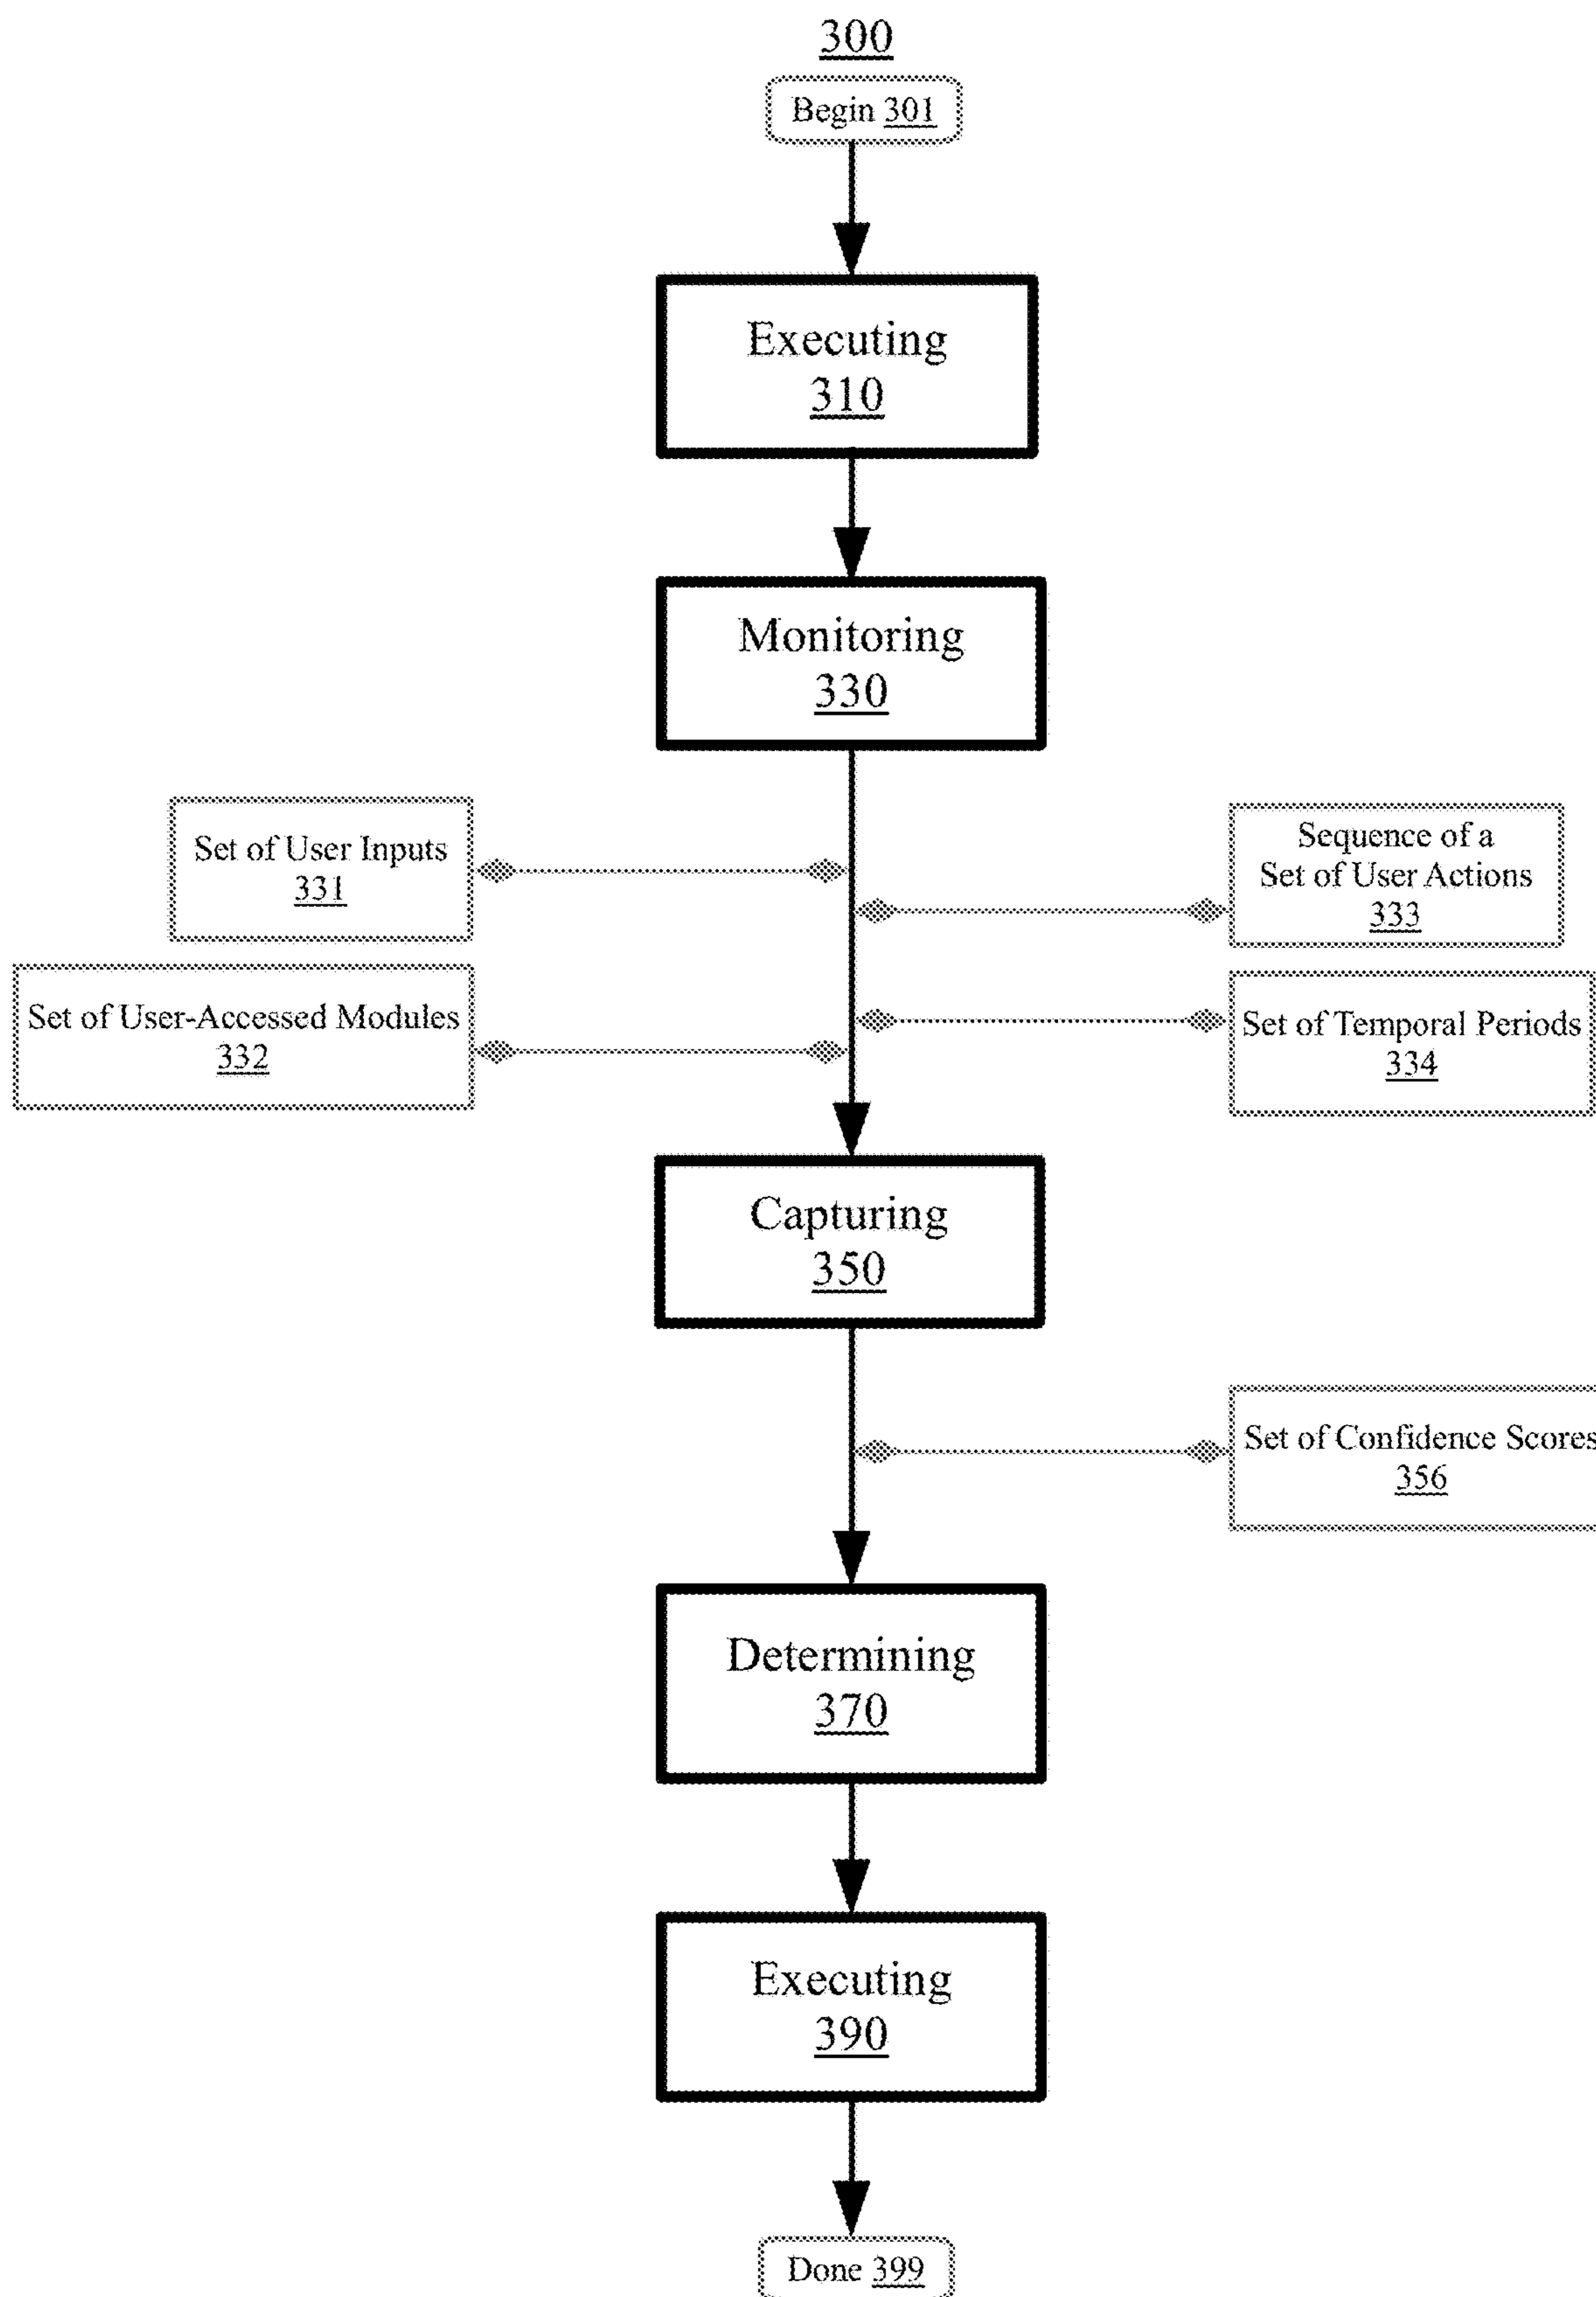 300
Begin 301
Executing
310
Monitoring
330
Set of User Inputs
331
Sequence of a
Set of User Actions
333
Set of User-Accessed Modules
332
Set of Temporal Periods
334
Capturing
350
Set of Confidence Scores
356
Determining
370
Executing
390
Done 399